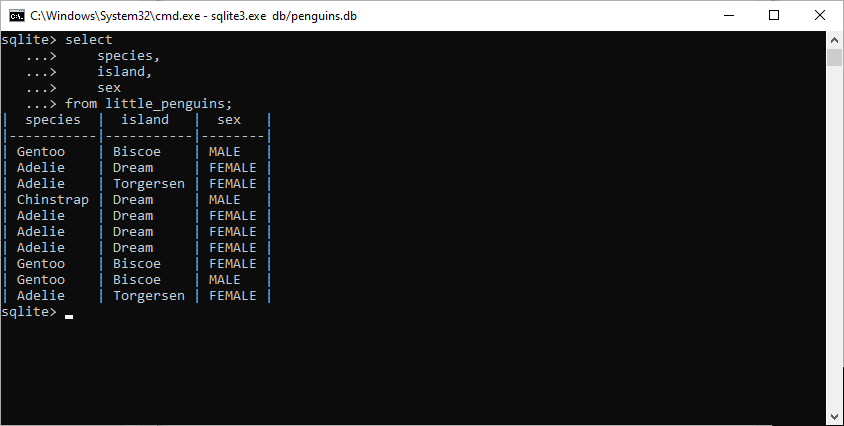 C:\Windows\System32\cmd.exe - sqlite3.exe  db/penguins.db
sqlite> select
   ...>     species,
   ...>     island,
   ...>     sex
   ...> from little_penguins;
|  species  |  island   |  sex   |
|-----------|-----------|--------|
| Gentoo    | Biscoe    | MALE   |
| Adelie    | Dream     | FEMALE |
| Adelie    | Torgersen | FEMALE |
| Chinstrap | Dream     | MALE   |
| Adelie    | Dream     | FEMALE |
| Adelie    | Dream     | FEMALE |
| Adelie    | Dream     | FEMALE |
| Gentoo    | Biscoe    | FEMALE |
| Gentoo    | Biscoe    | MALE   |
| Adelie    | Torgersen | FEMALE |
sqlite>